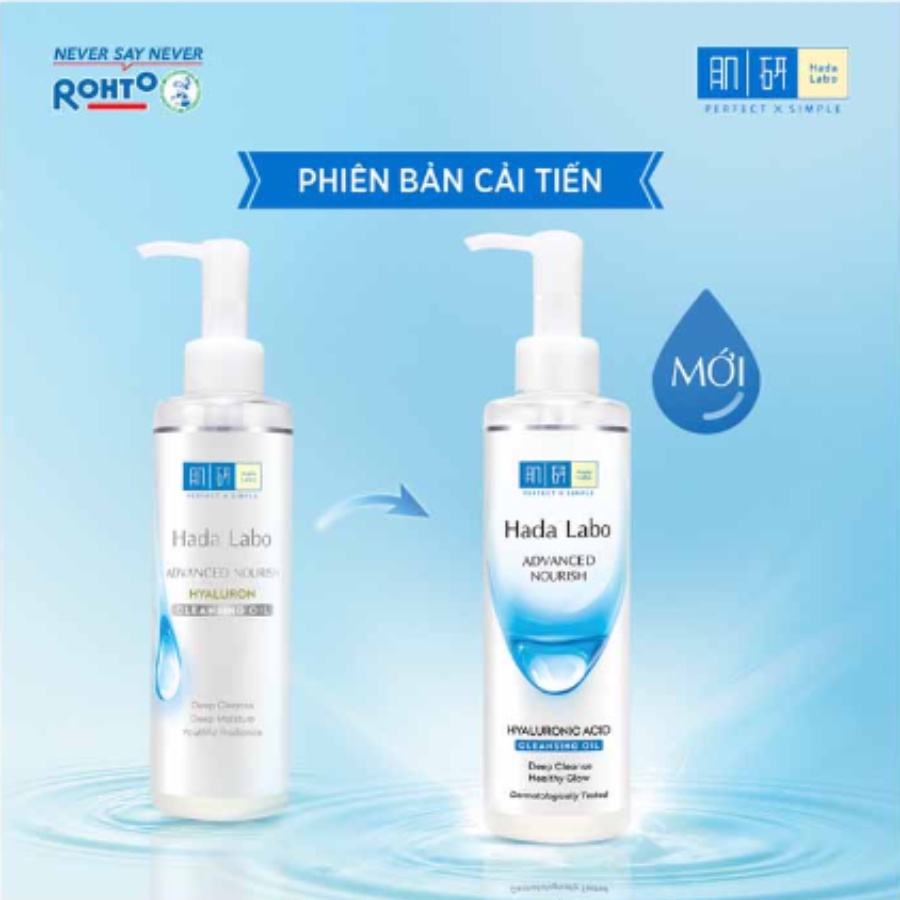 NEVER SAY NEVER
ROHTO
肌研
Hada
Labo
PERFECT X SIMPLE
PHIÊN BẢN CẢI TIẾN
MỚI
肌研
Hada
Labo
PERFECT X SIMPLE
Hada Labo
ADVANCED NOURISH
HYALURON
CLEANSING OIL
Deep Cleanse
Deep Moisture
Youthful Radiance
肌研
Hada
Labo
PERFECT X SIMPLE
Hada Labo
ADVANCED
NOURISH
HYALURONIC ACID
CLEANSING OIL
Deep Cleanse
Healthy Glow
Dermatologically Tested